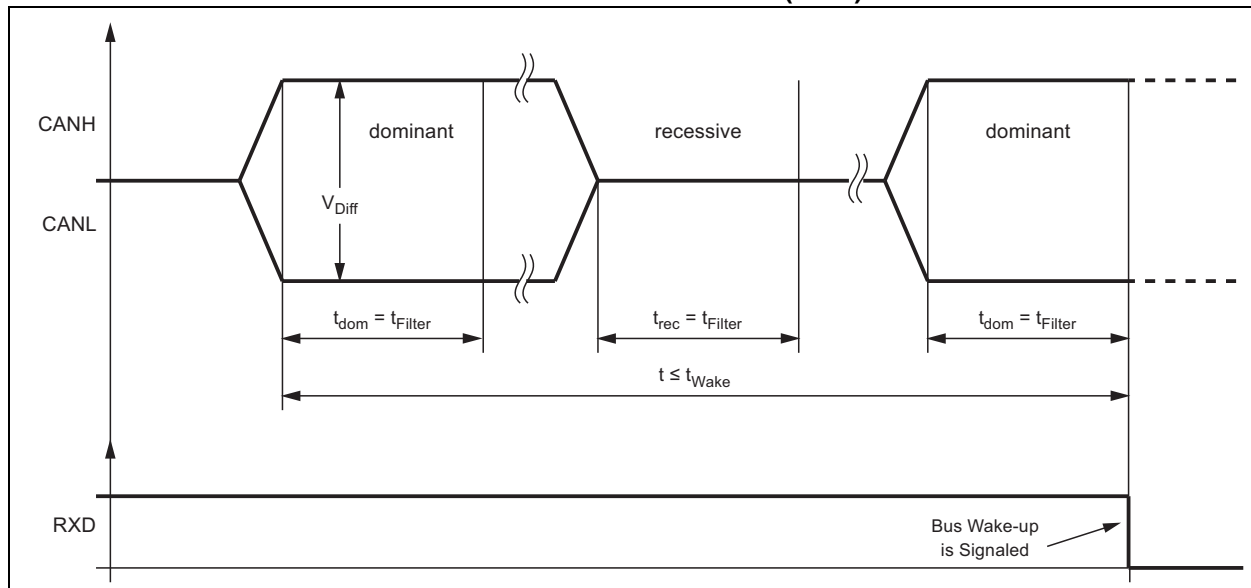 CANH
CANL
dominant
recessive
dominant
V_Diff
t_dom = t_Filter
t_rec = t_Filter
t_dom = t_Filter
t ≤ t_Wake
RXD
Bus Wake-up
is Signaled